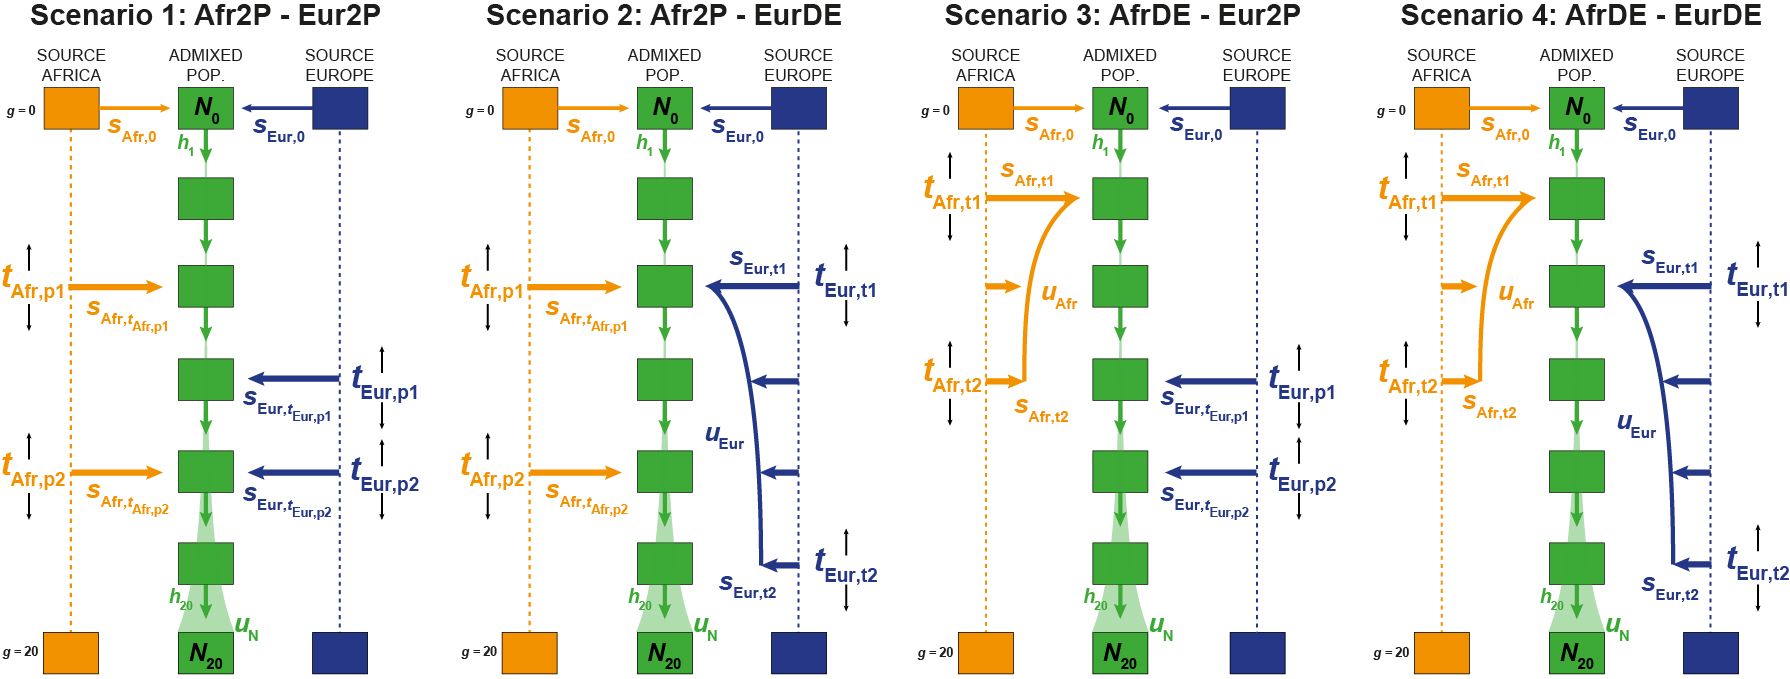 Scenario 1: Afr2P - Eur2P
SOURCE AFRICA
ADMIXED POP.
SOURCE EUROPE
g = 0
N0
sAfr,0
sEur,0
h1
tAfr,p1
sAfr,tAfr,p1
tEur,p1
sEur,tEur,p1
tAfr,p2
sAfr,tAfr,p2
tEur,p2
sEur,tEur,p2
h20
uN
g = 20
N20
Scenario 2: Afr2P - EurDE
SOURCE AFRICA
ADMIXED POP.
SOURCE EUROPE
N0
sAfr,0
sEur,0
h1
tAfr,p1
sAfr,tAfr,p1
sEur,t1
tEur,t1
uEur
tAfr,p2
sAfr,tAfr,p2
tEur,t2
sEur,t2
h20
uN
g = 0
g = 20
N20
Scenario 3: AfrDE - Eur2P
SOURCE AFRICA
ADMIXED POP.
SOURCE EUROPE
g = 0
N0
sAfr,0
sEur,0
h1
tAfr,t1
sAfr,t1
uAfr
tAfr,t2
sAfr,t2
tEur,p1
sEur,tEur,p1
tEur,p2
sEur,tEur,p2
h20
uN
g = 20
N20
Scenario 4: AfrDE - EurDE
SOURCE AFRICA
ADMIXED POP.
SOURCE EUROPE
g = 0
N0
sAfr,0
sEur,0
h1
tAfr,t1
sAfr,t1
sEur,t1
tEur,t1
uAfr
tAfr,t2
sAfr,t2
uEur
tEur,t2
sEur,t2
h20
uN
g = 20
N20